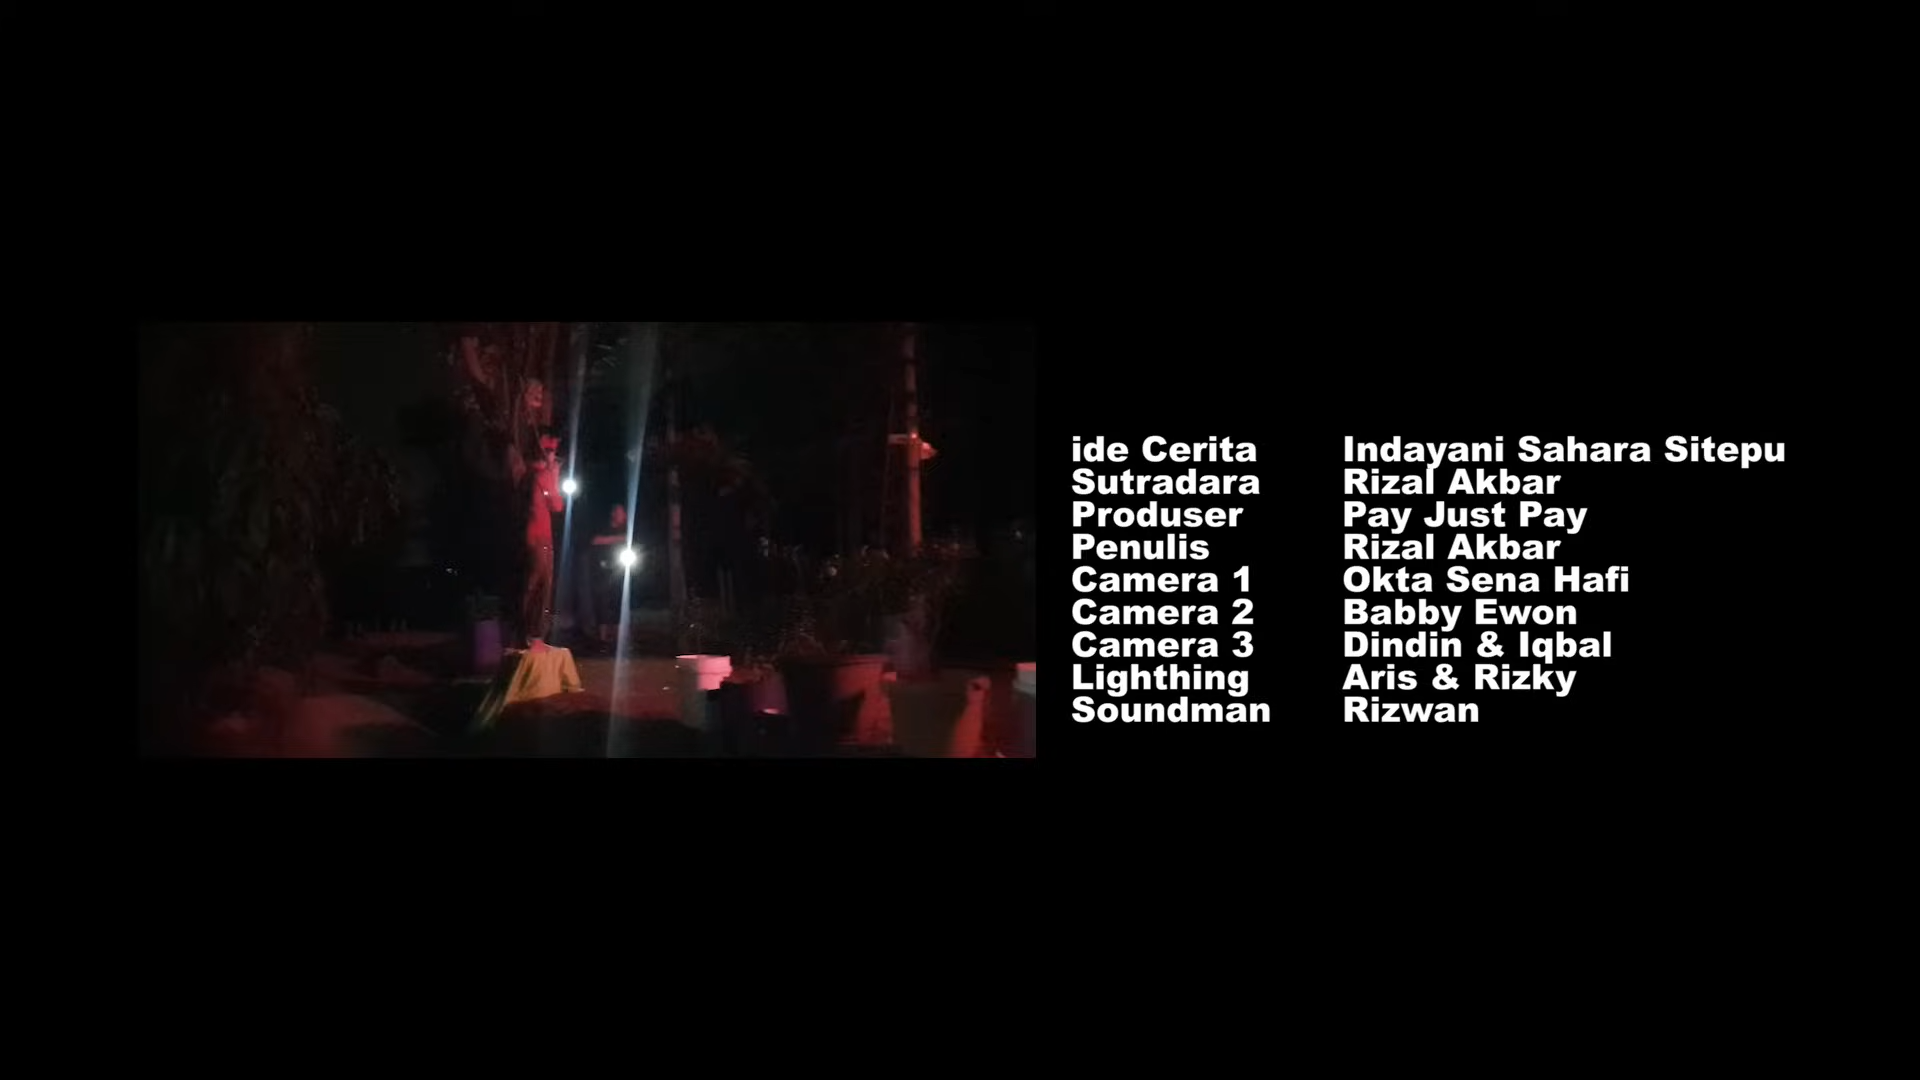 ide Cerita Indayani Sahara Sitepu
Sutradara Rizal Akbar
Produser Pay Just Pay
Penulis Rizal Akbar
Camera 1 Okta Sena Hafi
Camera 2 Babby Ewon
Camera 3 Dindin & Iqbal
Lighthing Aris & Rizky
Soundman Rizwan